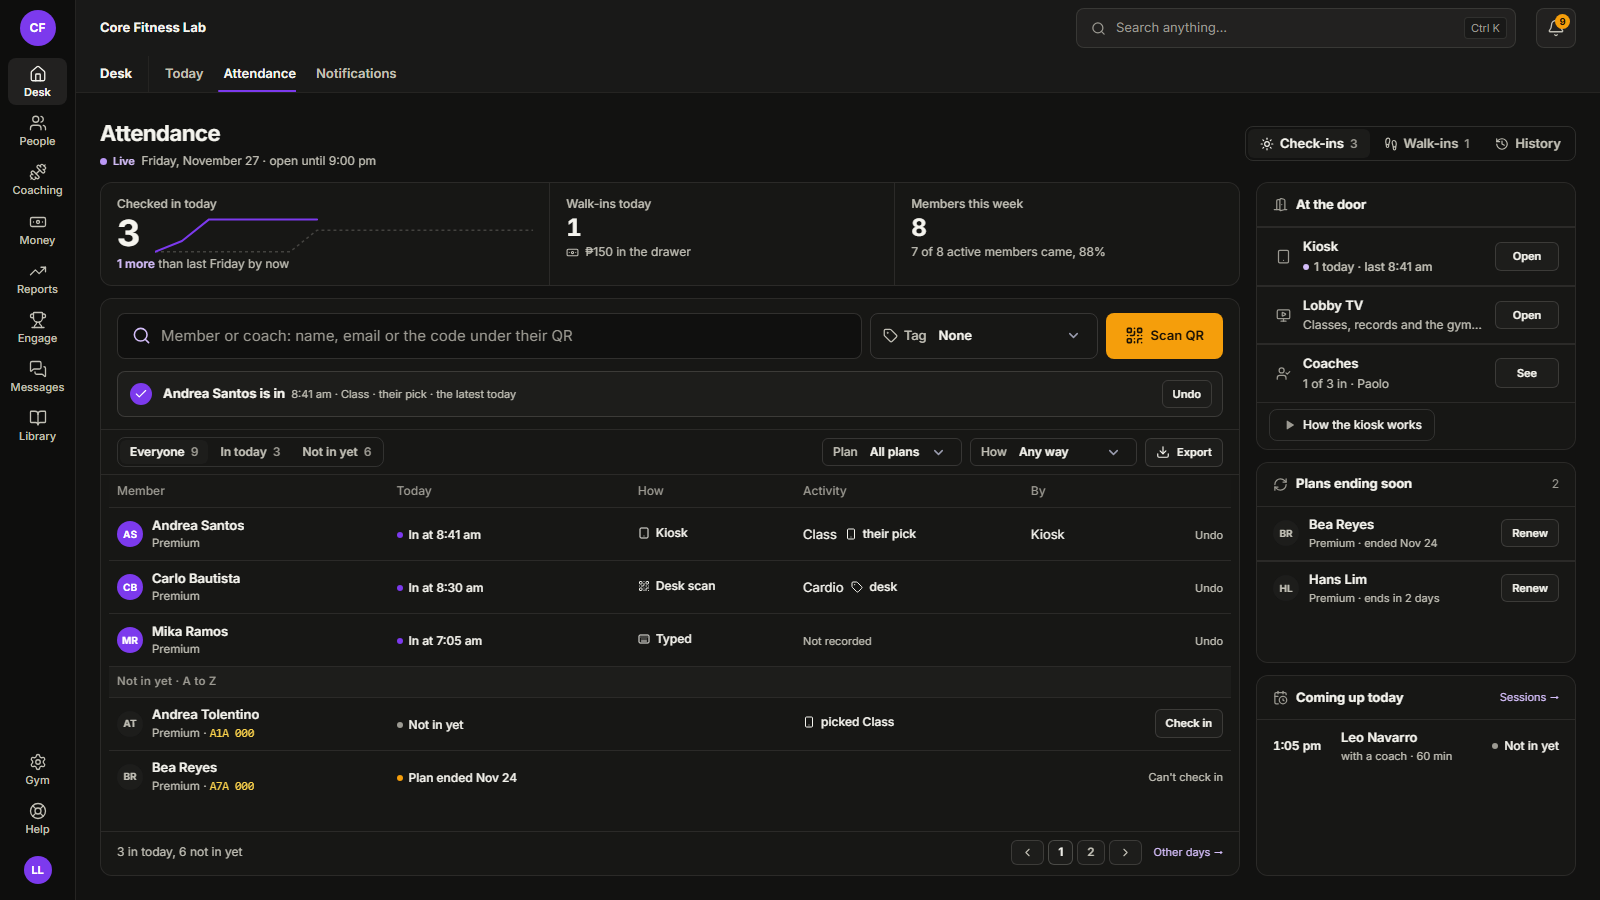 CF
Core Fitness Lab
Search anything...
Ctrl K
9
Desk
People
Coaching
Money
Reports
Engage
Messages
Library
Gym
Help
LL
Desk
Today
Attendance
Notifications
Attendance
Live Friday, November 27 · open until 9:00 pm
Check-ins 3
Walk-ins 1
History
Checked in today
3
1 more than last Friday by now
Walk-ins today
1
₱150 in the drawer
Members this week
8
7 of 8 active members came, 88%
Member or coach: name, email or the code under their QR
Tag None
Scan QR
Andrea Santos is in 8:41 am · Class · their pick · the latest today
Undo
Everyone 9
In today 3
Not in yet 6
Plan All plans
How Any way
Export
Member Today How Activity By
AS Andrea Santos
Premium
In at 8:41 am
Kiosk
Class their pick
Kiosk
Undo
CB Carlo Bautista
Premium
In at 8:30 am
Desk scan
Cardio desk
Undo
MR Mika Ramos
Premium
In at 7:05 am
Typed
Not recorded
Undo
Not in yet · A to Z
AT Andrea Tolentino
Premium · A1A 000
Not in yet
picked Class
Check in
BR Bea Reyes
Premium · A7A 000
Plan ended Nov 24
Can't check in
3 in today, 6 not in yet
1
2
Other days →
At the door
Kiosk
1 today · last 8:41 am
Open
Lobby TV
Classes, records and the gym...
Open
Coaches
1 of 3 in · Paolo
See
How the kiosk works
Plans ending soon 2
BR Bea Reyes
Premium · ended Nov 24
Renew
HL Hans Lim
Premium · ends in 2 days
Renew
Coming up today
Sessions →
1:05 pm
Leo Navarro
with a coach · 60 min
Not in yet